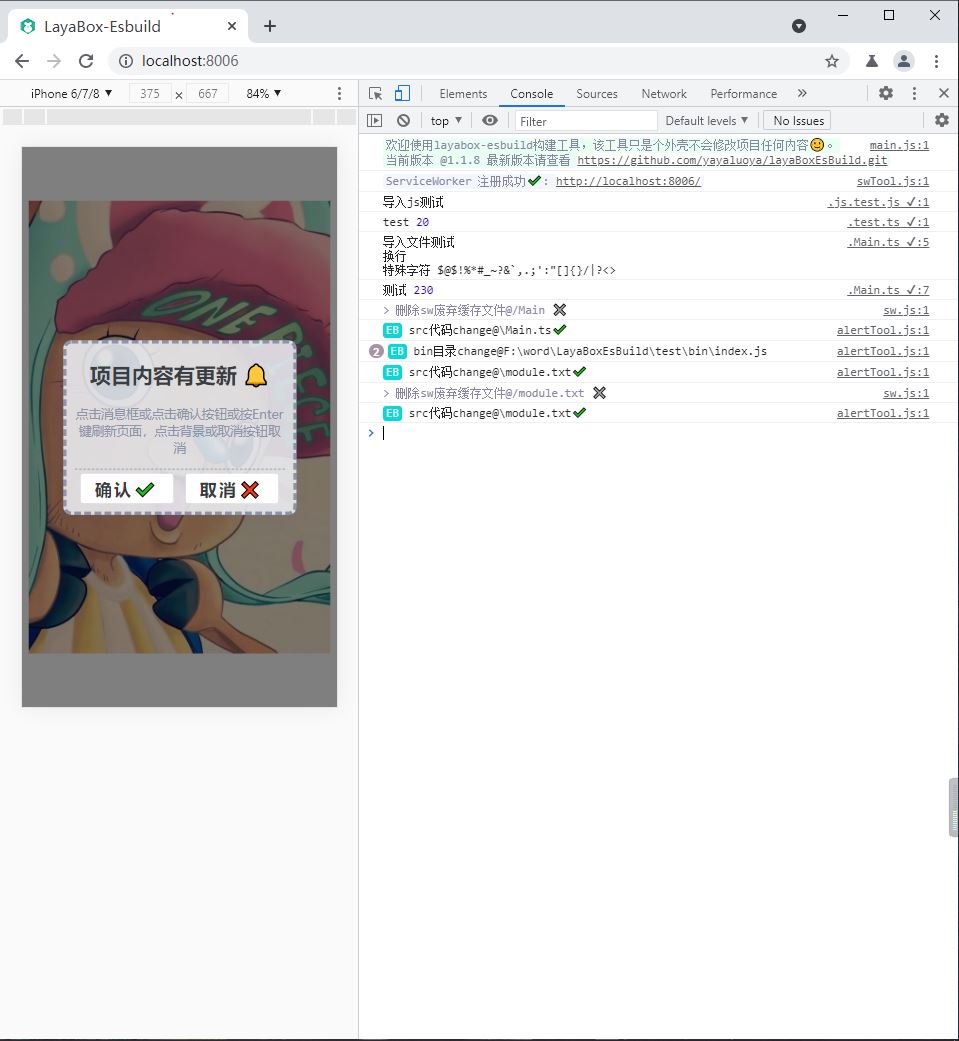 LayaBox-Esbuild
localhost:8006
iPhone 6/7/8 ▼ 375 × 667 84% ▼
Elements Console Sources Network Performance »
top ▼ Filter Default levels ▼ No Issues
欢迎使用layabox-esbuild构建工具，该工具只是个外壳不会修改项目任何内容🙂。 main.js:1
当前版本 @1.1.8 最新版本请查看 https://github.com/yayaluoya/layaBoxEsBuild.git
ServiceWorker 注册成功✔: http://localhost:8006/ swTool.js:1
导入js测试 .js.test.js ✓:1
test 20 .test.ts ✓:1
导入文件测试 .Main.ts ✓:5
换行
特殊字符 $@$!%*#_~?&`,.;':"[]{}/|?<>
测试 230 .Main.ts ✓:7
> 删除sw废弃缓存文件@/Main ✖ sw.js:1
EB src代码change@\Main.ts✔ alertTool.js:1
2 EB bin目录change@F:\word\LayaBoxEsBuild\test\bin\index.js alertTool.js:1
EB src代码change@\module.txt✔ alertTool.js:1
> 删除sw废弃缓存文件@/module.txt ✖ sw.js:1
EB src代码change@\module.txt✔ alertTool.js:1
>
ONE PIECE
项目内容有更新 🔔
点击消息框或点击确认按钮或按Enter
键刷新页面，点击背景或取消按钮取
消
确认✔ 取消❌